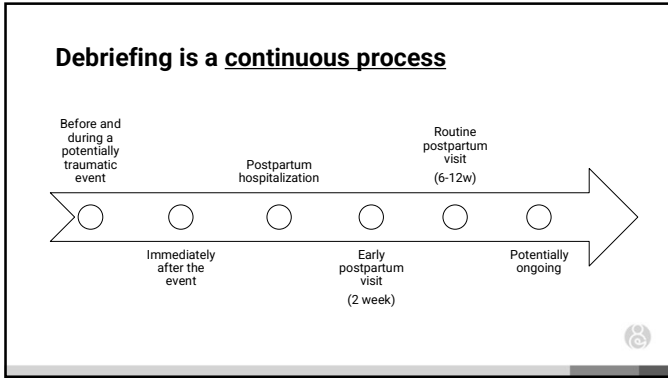 Debriefing is a continuous process
Before and
during a
potentially
traumatic
event
Immediately
after the
event
Postpartum
hospitalization
Early
postpartum
visit
(2 week)
Routine
postpartum
visit
(6-12w)
Potentially
ongoing